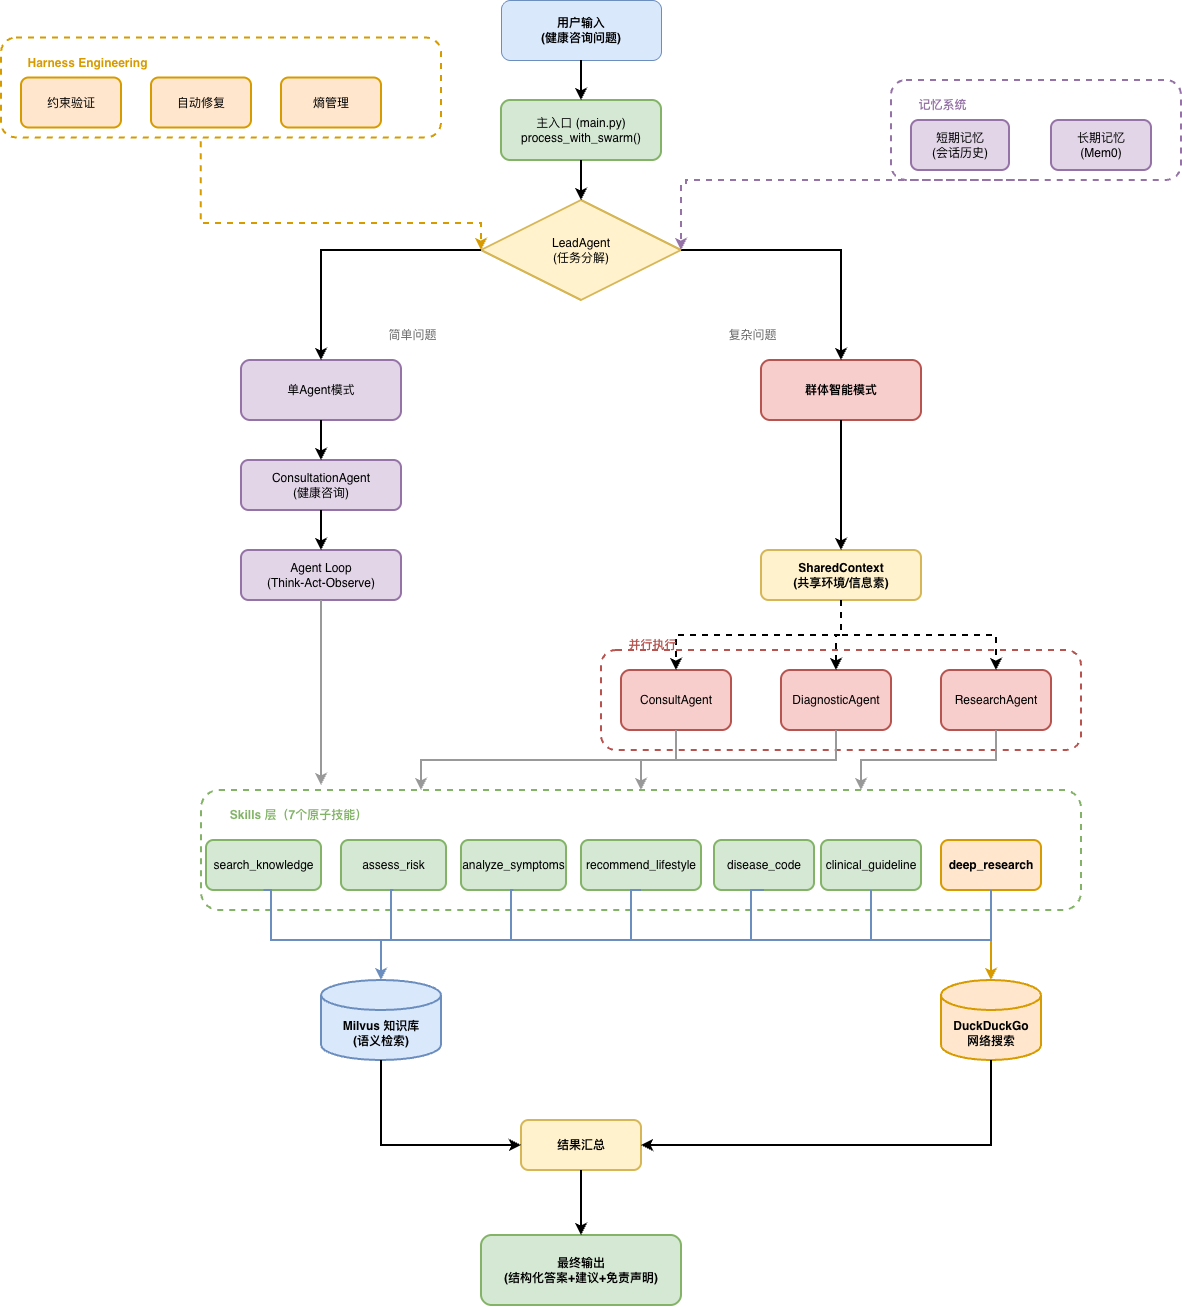 用户输入
(健康咨询问题)
Harness Engineering
约束验证
自动修复
熵管理
主入口 (main.py)
process_with_swarm()
记忆系统
短期记忆
(会话历史)
长期记忆
(Mem0)
LeadAgent
(任务分解)
简单问题
复杂问题
单Agent模式
群体智能模式
ConsultationAgent
(健康咨询)
Agent Loop
(Think-Act-Observe)
SharedContext
(共享环境/信息素)
并行执行
ConsultAgent
DiagnosticAgent
ResearchAgent
Skills 层（7个原子技能）
search_knowledge
assess_risk
analyze_symptoms
recommend_lifestyle
disease_code
clinical_guideline
deep_research
Milvus 知识库
(语义检索)
DuckDuckGo
网络搜索
结果汇总
最终输出
(结构化答案+建议+免责声明)